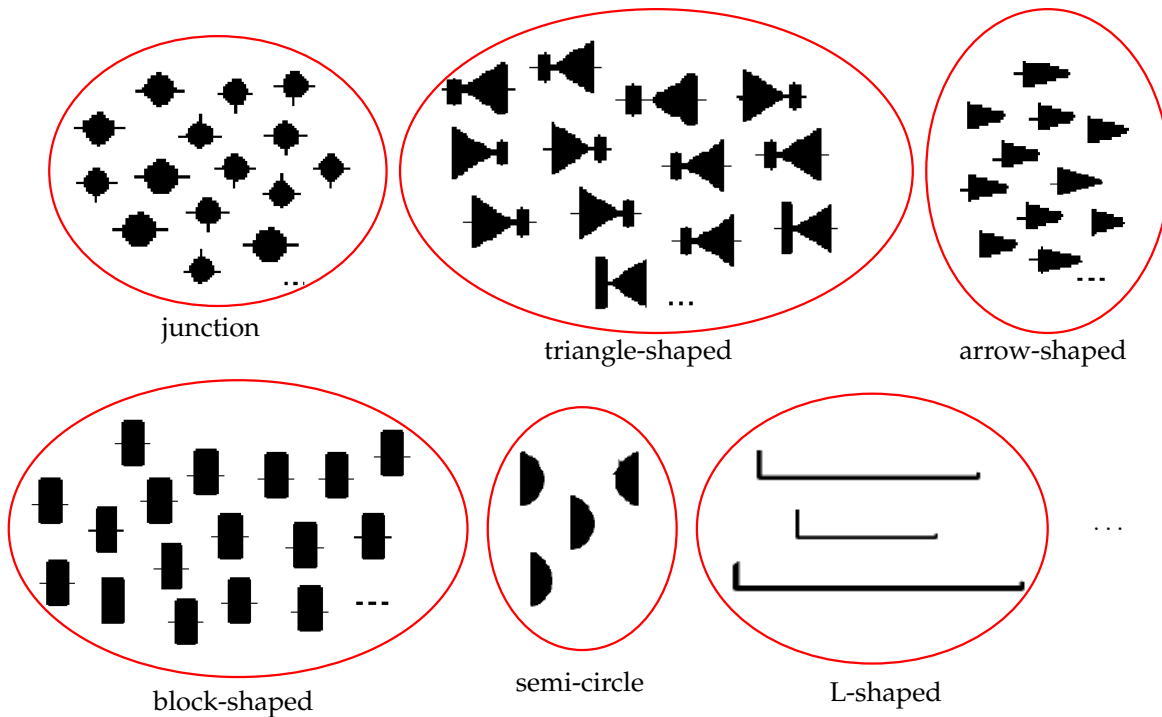 junction
triangle-shaped
arrow-shaped
block-shaped
semi-circle
L-shaped
...